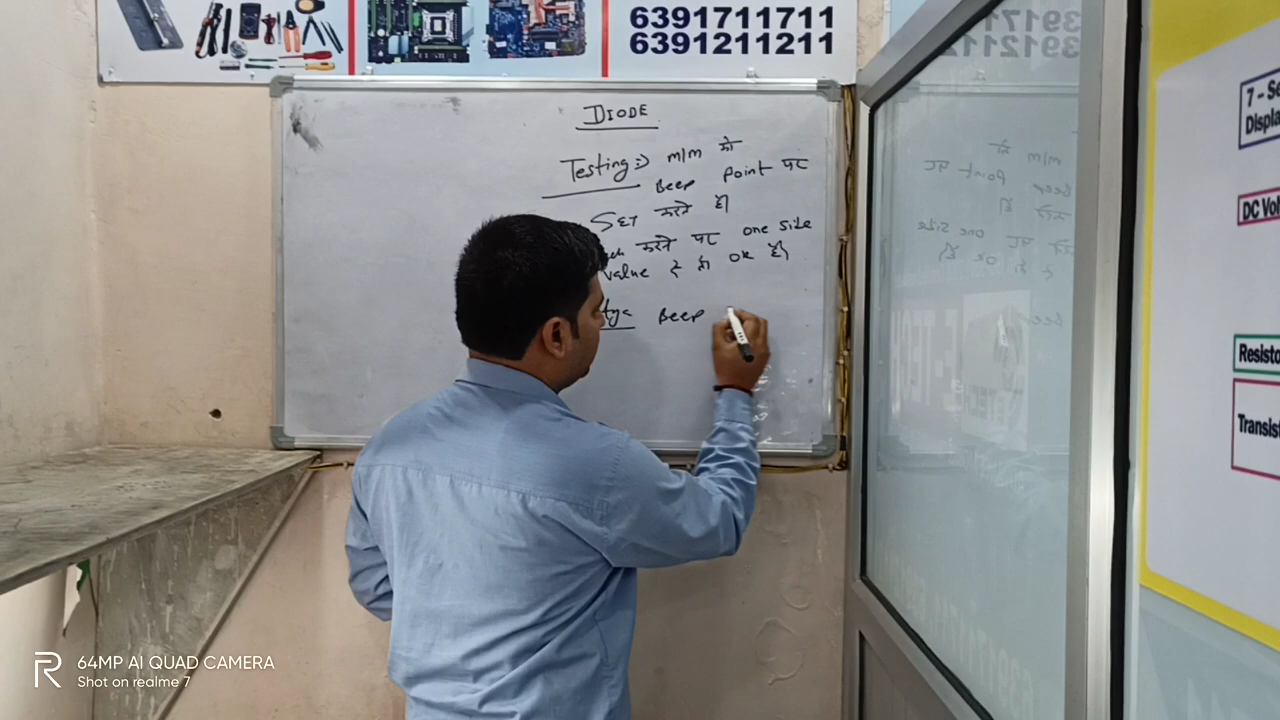 6391711711
6391211211
DIODE
Testing:⇒ m/m को
Beep Point पर
SET करते है।
करते पर one side
value दे तो OK है।
Beep
7 - Se
Displa
DC Vol
Resisto
Transist
64MP AI QUAD CAMERA
Shot on realme 7